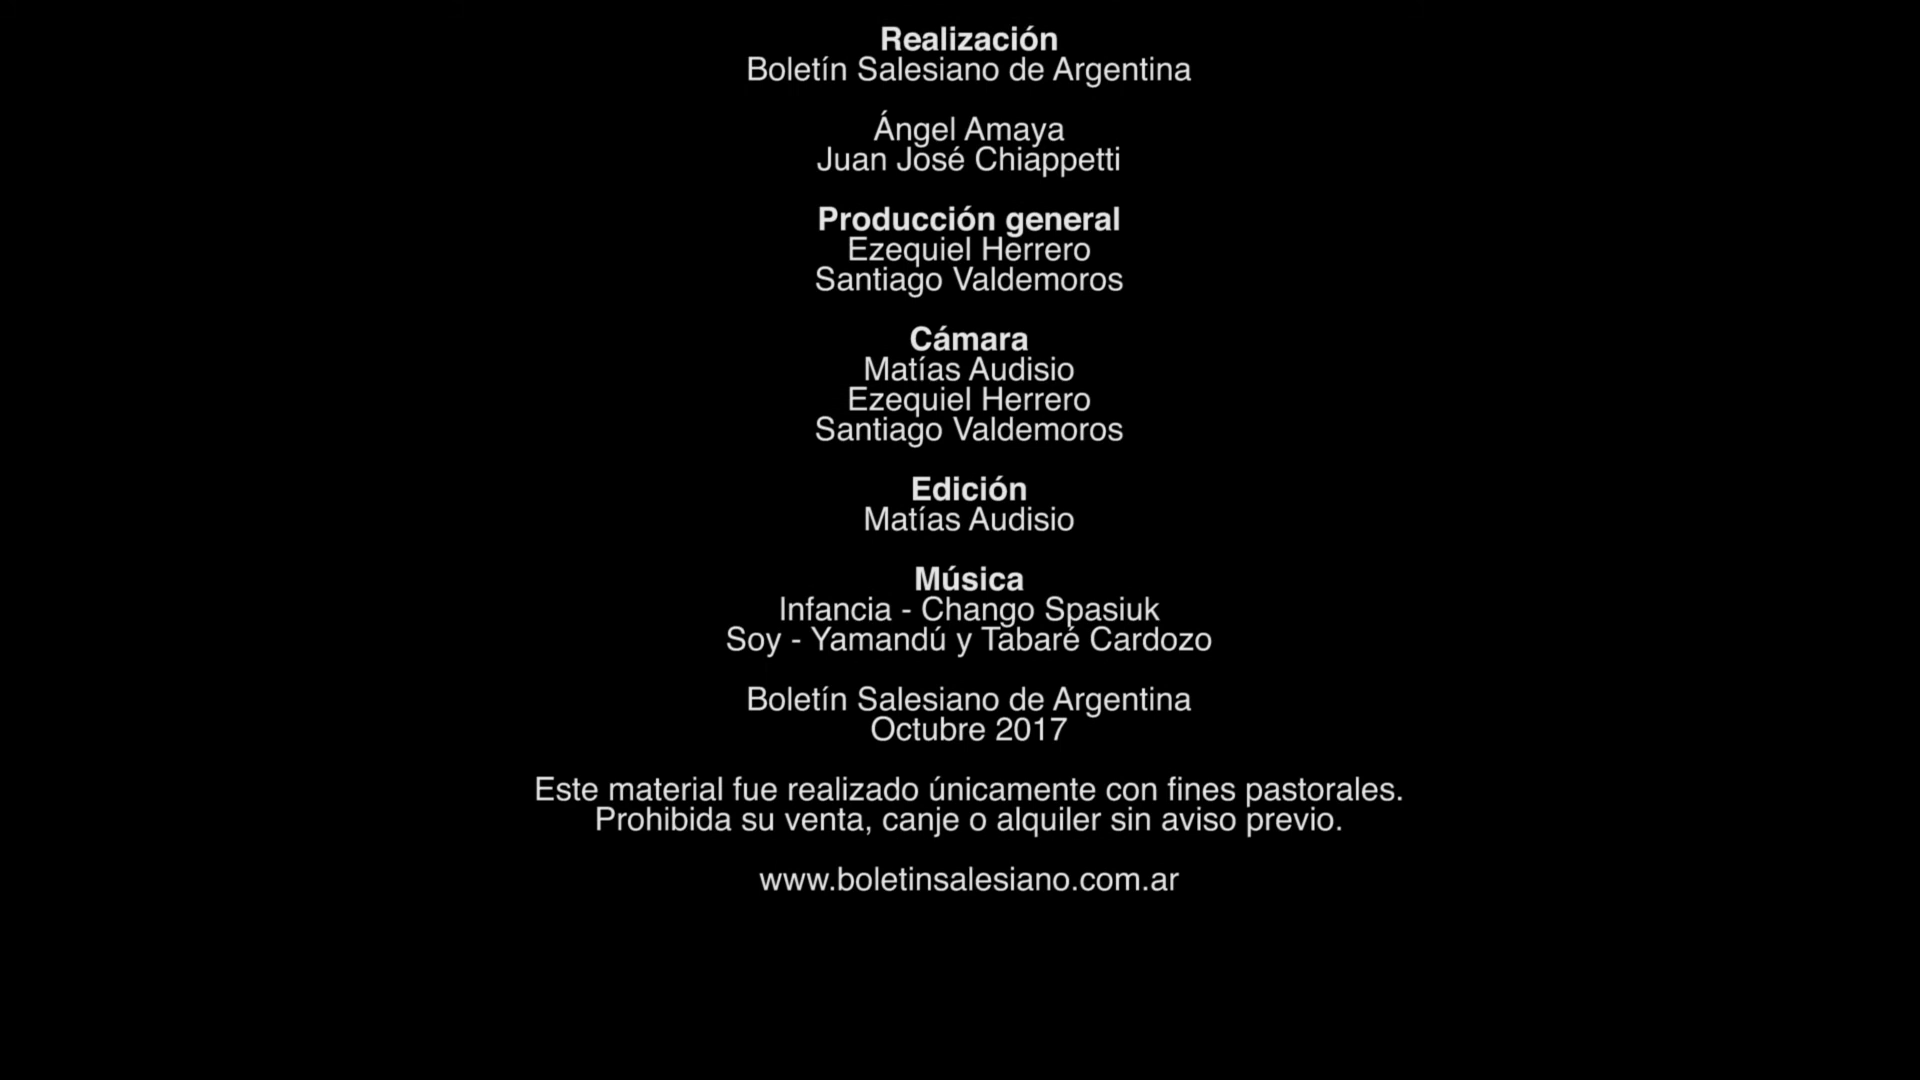 Realización
Boletín Salesiano de Argentina
Ángel Amaya
Juan José Chiappetti
Producción general
Ezequiel Herrero
Santiago Valdemoros
Cámara
Matías Audisio
Ezequiel Herrero
Santiago Valdemoros
Edición
Matías Audisio
Música
Infancia - Chango Spasiuk
Soy - Yamandú y Tabaré Cardozo
Boletín Salesiano de Argentina
Octubre 2017
Este material fue realizado únicamente con fines pastorales.
Prohibida su venta, canje o alquiler sin aviso previo.
www.boletinsalesiano.com.ar